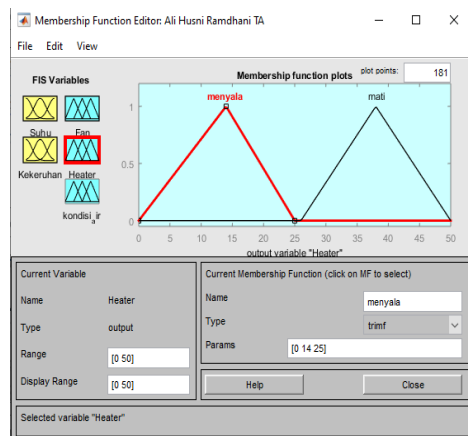 Membership Function Editor: Ali Husni Ramdhani TA
File Edit View
FIS Variables
Suhu
Fan
Kekeruhan
Heater
kondisi_air
Membership function plots
plot points:
181
menyala
mati
1
0.5
0
0 5 10 15 20 25 30 35 40 45 50
output variable "Heater"
Current Variable
Name Heater
Type output
Range [0 50]
Display Range [0 50]
Current Membership Function (click on MF to select)
Name menyala
Type trimf
Params [0 14 25]
Help
Close
Selected variable "Heater"